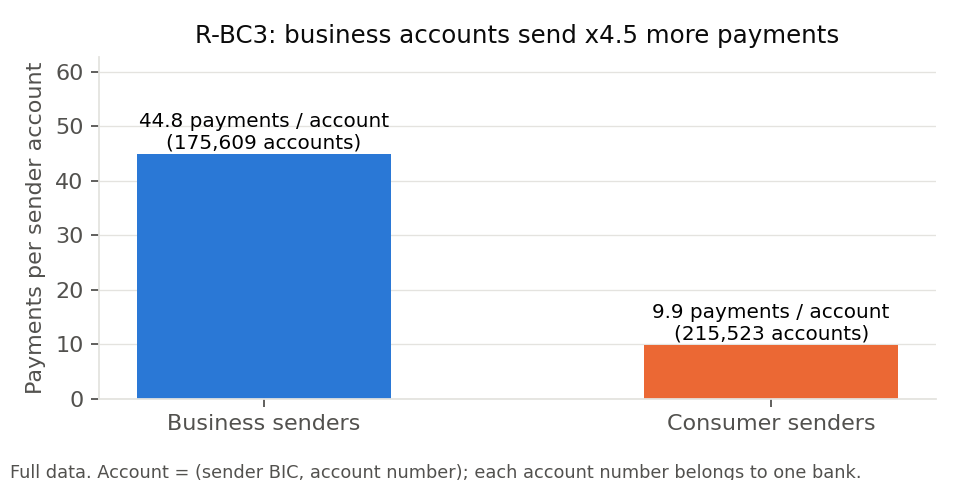 R-BC3: business accounts send x4.5 more payments
Payments per sender account
60
50
40
30
20
10
0
44.8 payments / account
(175,609 accounts)
9.9 payments / account
(215,523 accounts)
Business senders
Consumer senders
Full data. Account = (sender BIC, account number); each account number belongs to one bank.